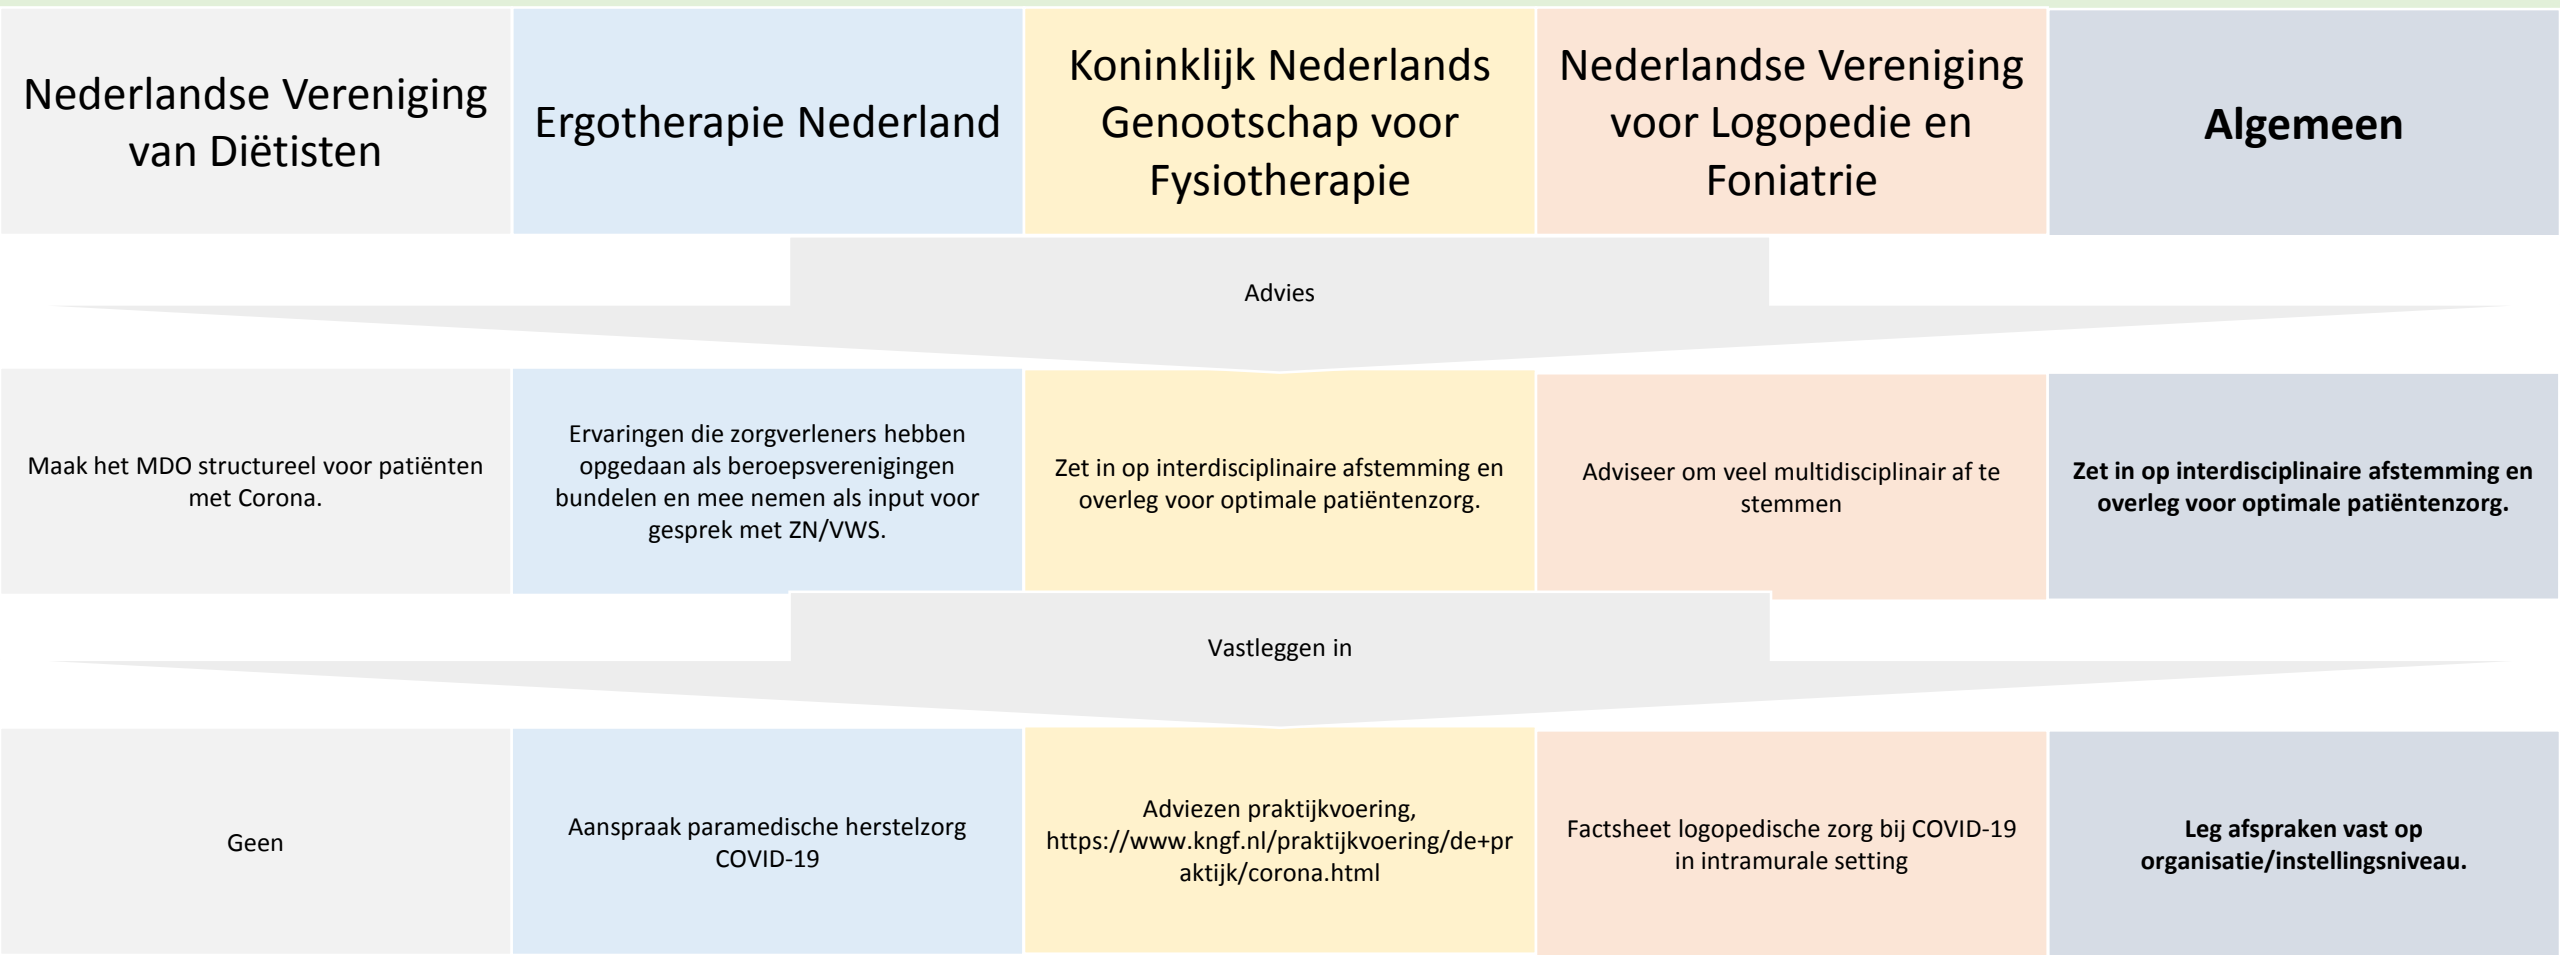 Nederlandse Vereniging
van Diëtisten
Ergotherapie Nederland
Koninklijk Nederlands
Genootschap voor
Fysiotherapie
Nederlandse Vereniging
voor Logopedie en
Foniatrie
Algemeen
Advies
Maak het MDO structureel voor patiënten
met Corona.
Ervaringen die zorgverleners hebben
opgedaan als beroepsverenigingen
bundelen en mee nemen als input voor
gesprek met ZN/VWS.
Zet in op interdisciplinaire afstemming en
overleg voor optimale patiëntenzorg.
Adviseer om veel multidisciplinair af te
stemmen
Zet in op interdisciplinaire afstemming en
overleg voor optimale patiëntenzorg.
Vastleggen in
Geen
Aanspraak paramedische herstelzorg
COVID-19
Adviezen praktijkvoering,
https://www.kngf.nl/praktijkvoering/de+pr
aktijk/corona.html
Factsheet logopedische zorg bij COVID-19
in intramurale setting
Leg afspraken vast op
organisatie/instellingsniveau.